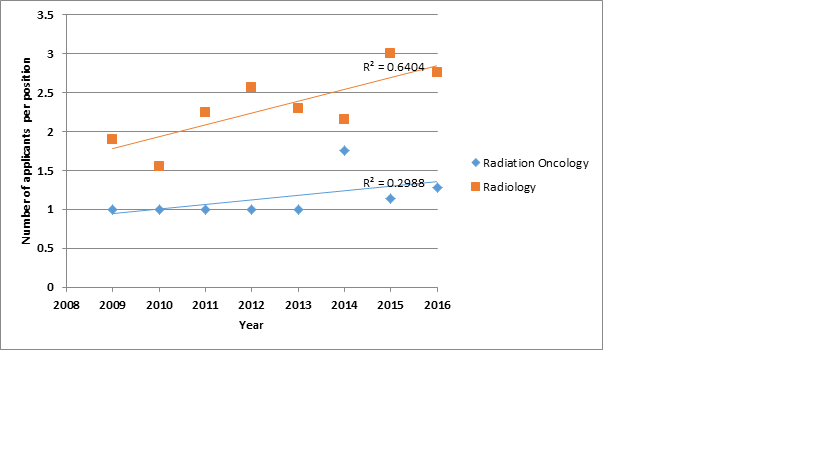 3.5
3
2.5
2
1.5
1
0.5
0
Number of applicants per position
R² = 0.6404
R² = 0.2988
2008 2009 2010 2011 2012 2013 2014 2015 2016
Year
Radiation Oncology
Radiology